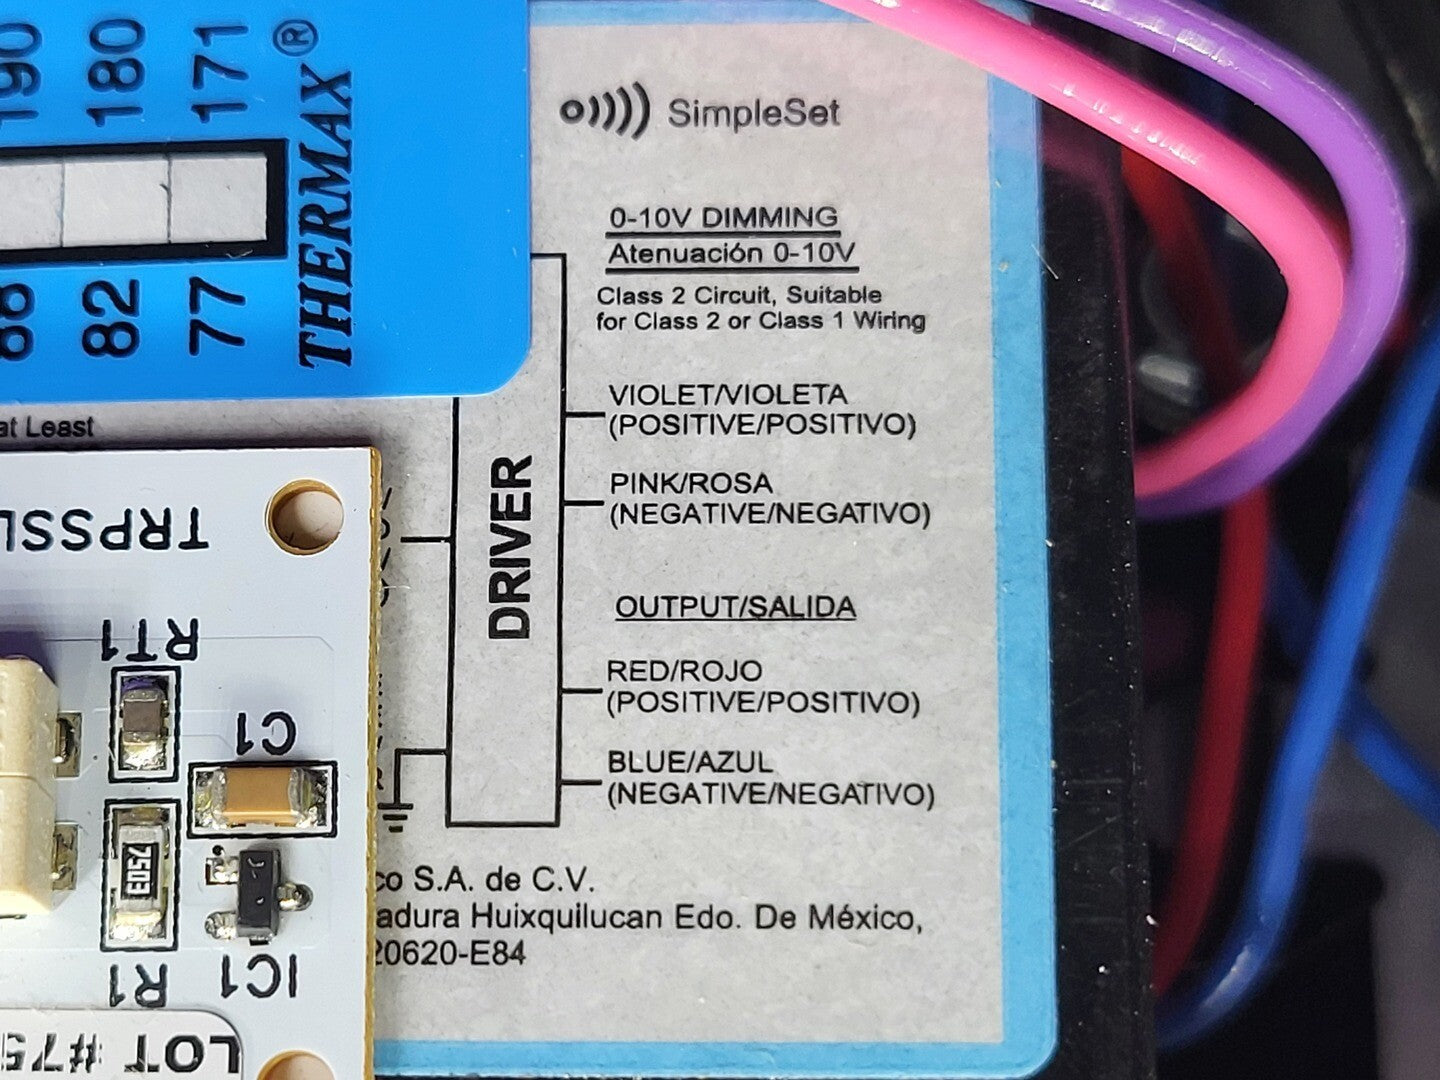 190
180
171
88
82
77
THERMAX®
SimpleSet
0-10V DIMMING
Atenuación 0-10V
Class 2 Circuit, Suitable
for Class 2 or Class 1 Wiring
VIOLET/VIOLETA
(POSITIVE/POSITIVO)
PINK/ROSA
(NEGATIVE/NEGATIVO)
OUTPUT/SALIDA
RED/ROJO
(POSITIVE/POSITIVO)
BLUE/AZUL
(NEGATIVE/NEGATIVO)
DRIVER
at Least
TRPSSL
RT1
C1
R1
IC1
LOT #75
co S.A. de C.V.
adura Huixquilucan Edo. De México,
20620-E84